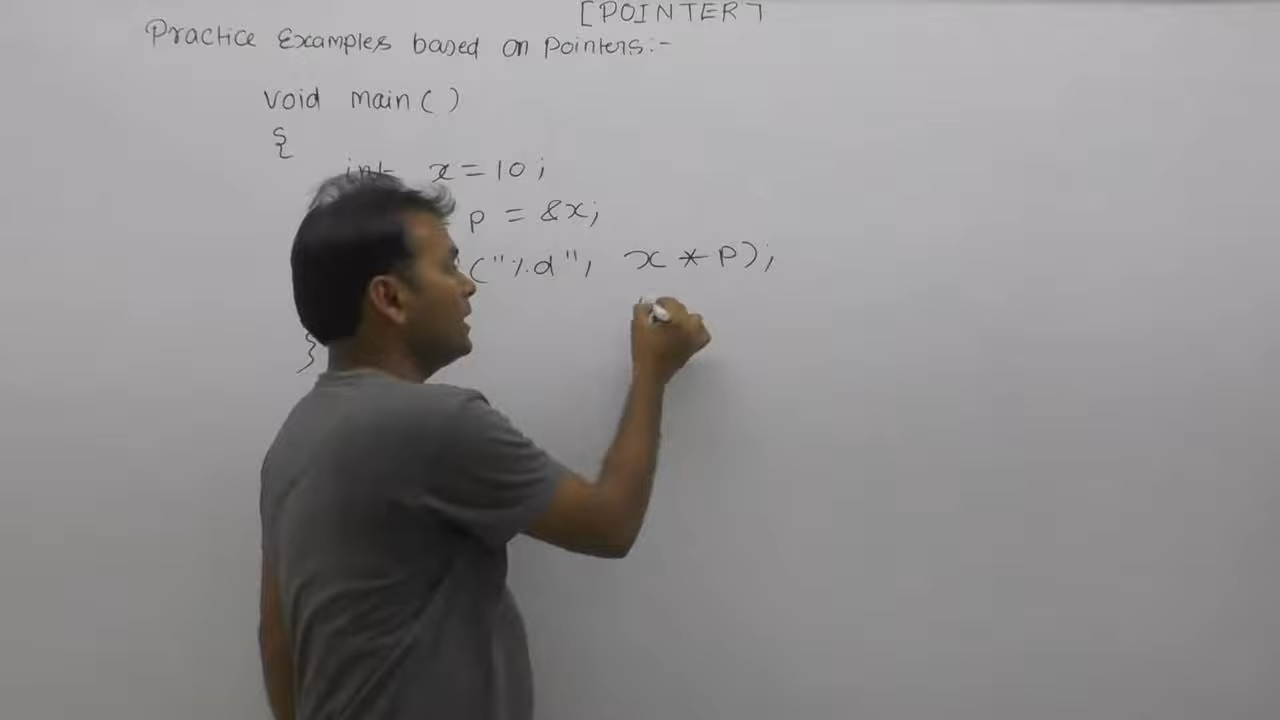 [POINTER]
Practice Examples based on Pointers:-
void main( )
{
int x = 10;
p = &x;
("%d", x * p);
}